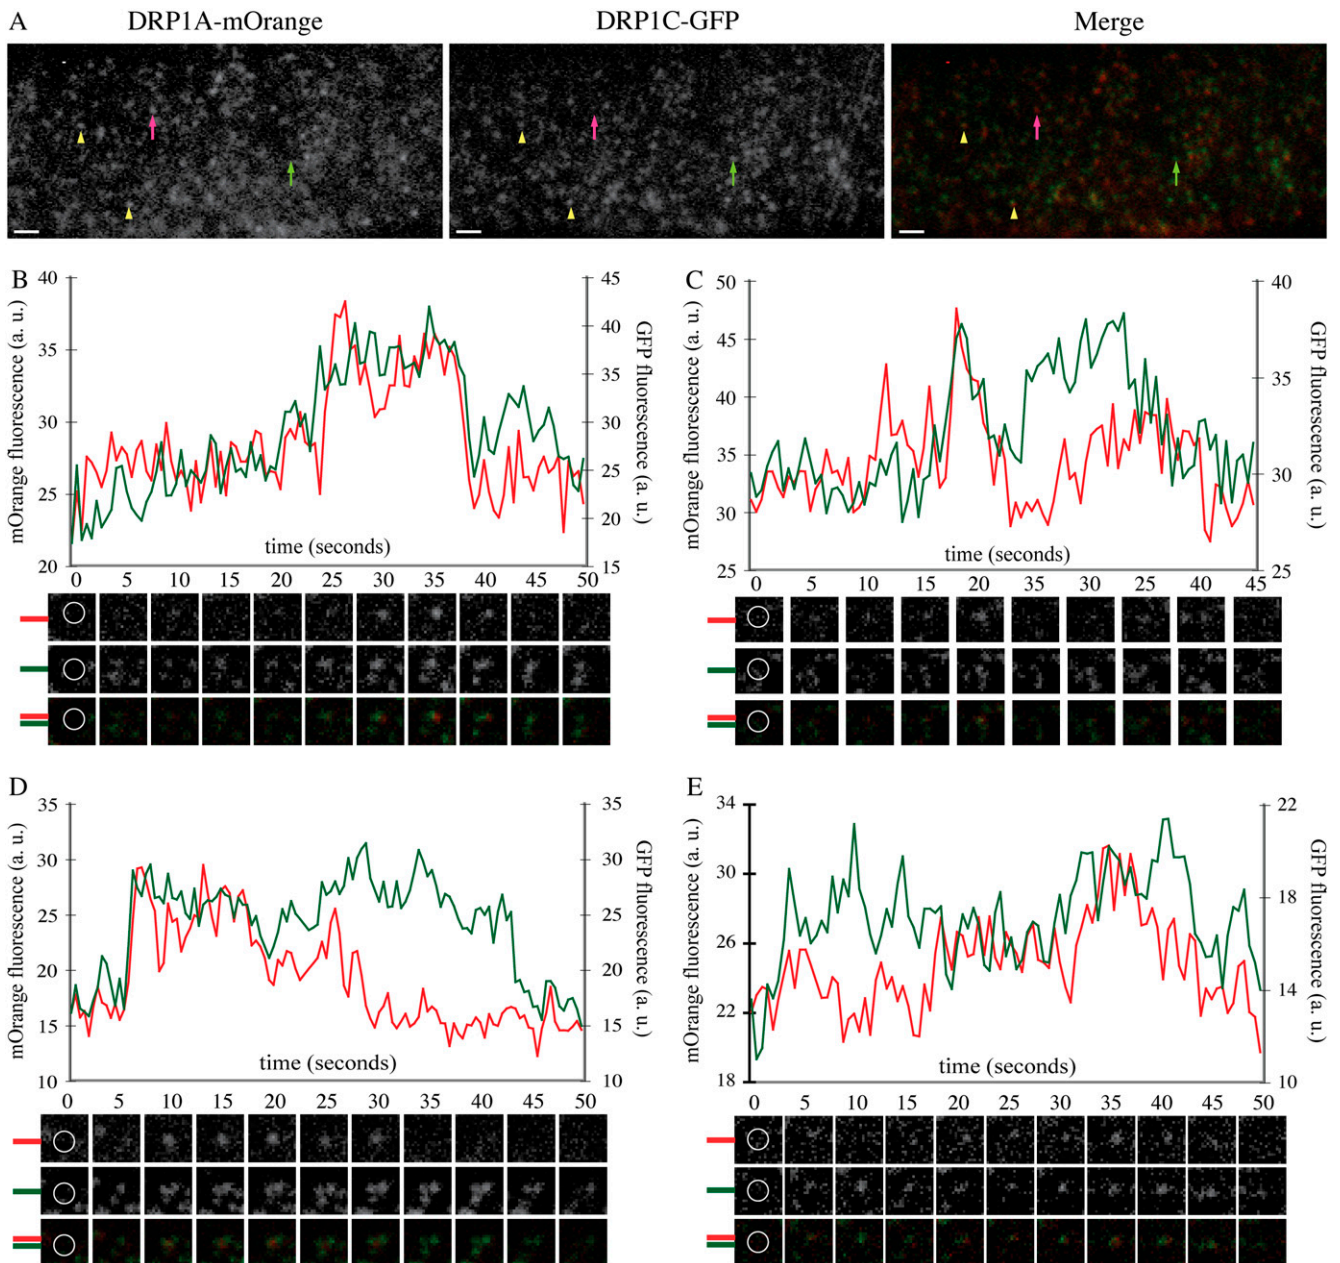 A DRP1A-mOrange DRP1C-GFP Merge
B
40
35
30
25
20
mOrange fluorescence (a. u.)
45
40
35
30
25
20
15
GFP fluorescence (a. u.)
time (seconds)
0 5 10 15 20 25 30 35 40 45 50
C
50
45
40
35
30
25
mOrange fluorescence (a. u.)
40
35
30
25
GFP fluorescence (a. u.)
time (seconds)
0 5 10 15 20 25 30 32 40 45
D
35
30
25
20
15
10
mOrange fluorescence (a. u.)
35
30
25
20
15
10
GFP fluorescence (a. u.)
time (seconds)
0 5 10 15 20 25 30 35 40 45 50
E
34
30
26
22
18
mOrange fluorescence (a. u.)
22
18
14
10
GFP fluorescence (a. u.)
time (seconds)
0 5 10 15 20 25 30 35 40 45 50